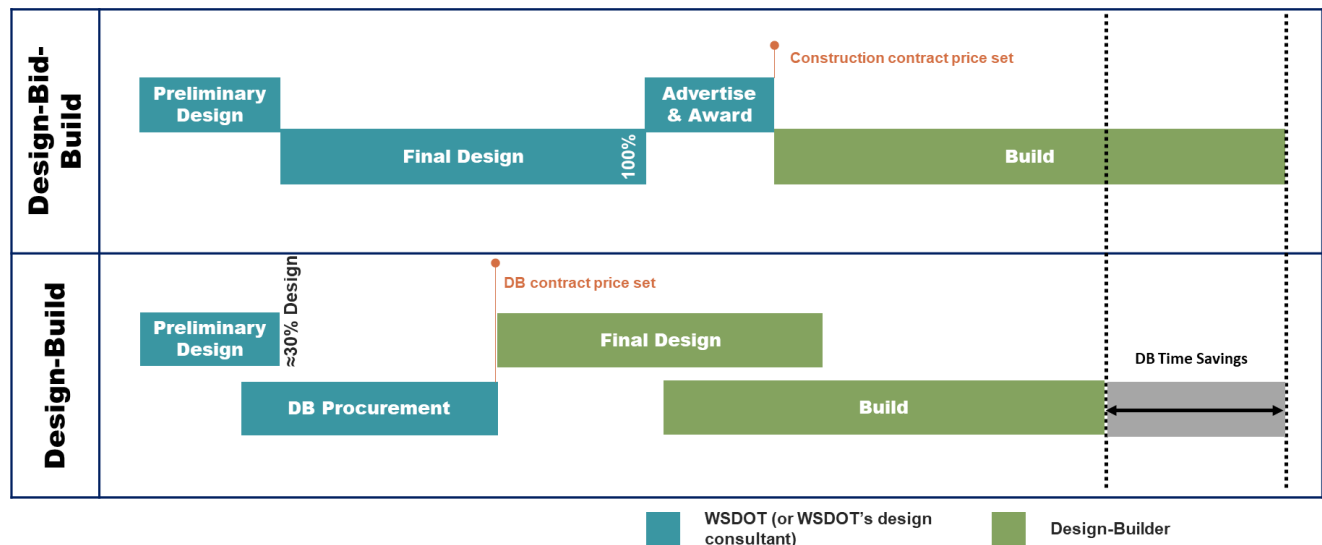 Design-Bid-
Build
Preliminary
Design
Final Design
100%
Advertise
& Award
Construction contract price set
Build
Design-Build
Preliminary
Design
≈30% Design
DB Procurement
DB contract price set
Final Design
Build
DB Time Savings
WSDOT (or WSDOT’s design
consultant)
Design-Builder